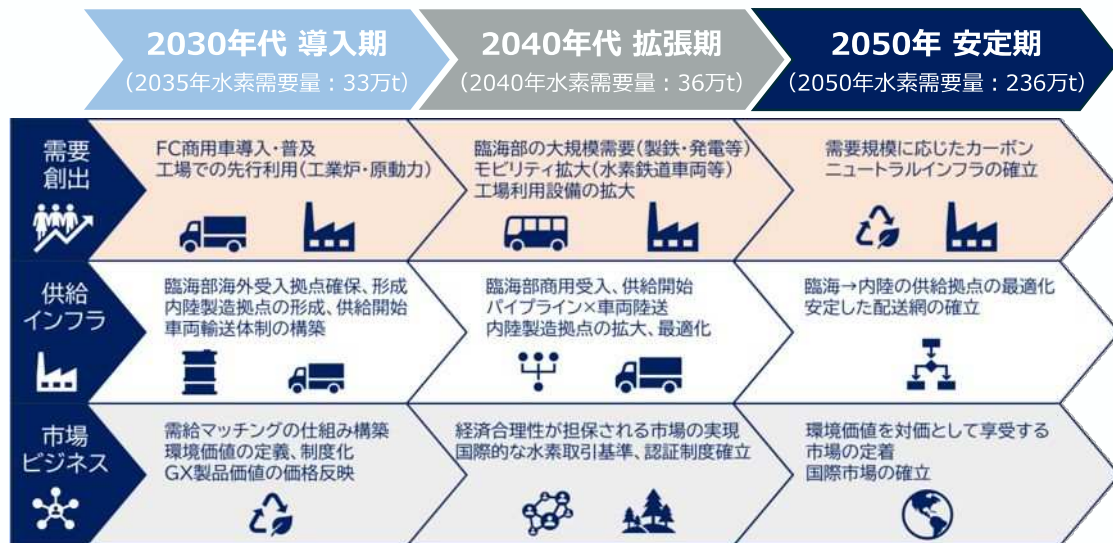 2030年代 導入期
（2035年水素需要量：33万t）
2040年代 拡張期
（2040年水素需要量：36万t）
2050年 安定期
（2050年水素需要量：236万t）
需要
創出
FC商用車導入・普及
工場での先行利用（工業炉・原動力）
臨海部の大規模需要（製鉄・発電等）
モビリティ拡大（水素鉄道車両等）
工場利用設備の拡大
需要規模に応じたカーボン
ニュートラルインフラの確立
供給
インフラ
臨海部海外受入拠点確保、形成
内陸製造拠点の形成、供給開始
車両輸送体制の構築
臨海部商用受入、供給開始
パイプライン×車両陸送
内陸製造拠点の拡大、最適化
臨海→内陸の供給拠点の最適化
安定した配送網の確立
市場
ビジネス
需給マッチングの仕組み構築
環境価値の定義、制度化
GX製品価値の価格反映
経済合理性が担保される市場の実現
国際的な水素取引基準、認証制度確立
環境価値を対価として享受する
市場の定着
国際市場の確立